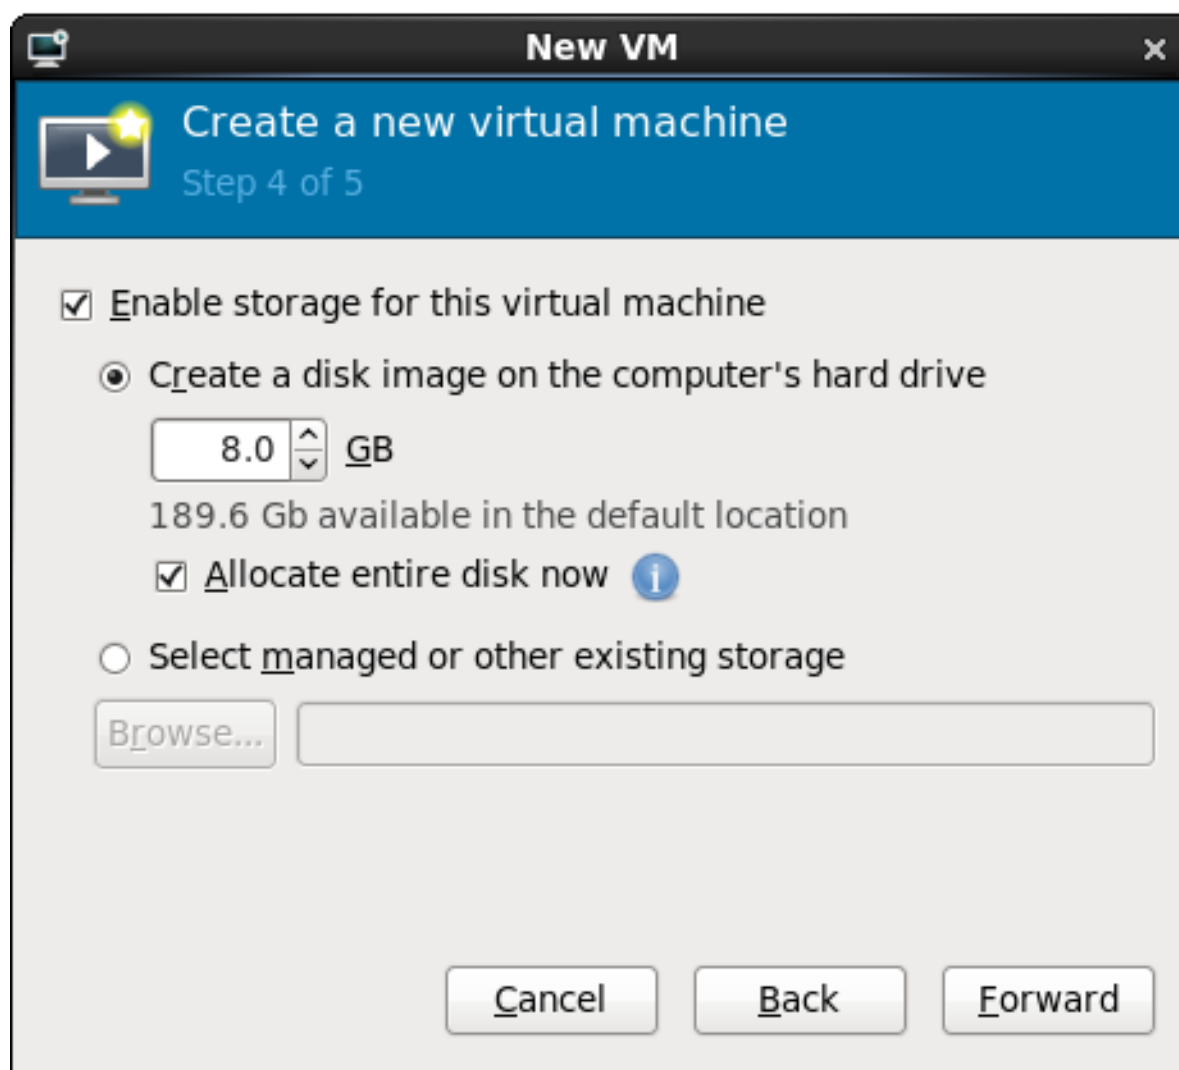 New VM
Create a new virtual machine
Step 4 of 5
Enable storage for this virtual machine
Create a disk image on the computer's hard drive
8.0 GB
189.6 Gb available in the default location
Allocate entire disk now
Select managed or other existing storage
Browse...
Cancel Back Forward